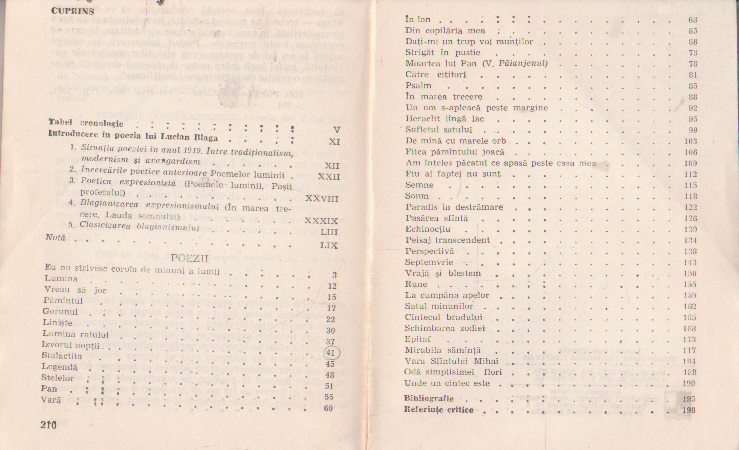 CUPRINS
Tabel cronologic . . . . . . . . . V
Introducere în poezia lui Lucian Blaga . . . . . XI
1. Situația poeziei în anul 1919. Între tradiționalism,
modernism și avangardism . . . . . . . XII
2. Încercările poetice anterioare Poemelor luminii . XXII
3. Poetica expresionistă (Poemele luminii, Pașii
profetului) . . . . . . . . . XXVIII
4. Blagianizarea expresionismului (În marea tre-
cere, Lauda somnului) . . . . . . . XXXIX
5. Clasicizarea blagianismului . . . . . . LIII
Notă . . . . . . . . . . . LIX
POEZII
Eu nu strivesc corola de minuni a lumii . . . . 3
Lumina . . . . . . . . . . 12
Vreau să joc . . . . . . . . . 15
Pămîntul . . . . . . . . . . 17
Gorunul . . . . . . . . . . 22
Liniște . . . . . . . . . . 30
Lumina raiului . . . . . . . . . 37
Izvorul nopții . . . . . . . . . 41
Stalactita . . . . . . . . . . 45
Legendă . . . . . . . . . . 48
Stelelor . . . . . . . . . . 51
Pan . . . . . . . . . . . 55
Vară . . . . . . . . . . . 60
210
În lan . . . . . . . . . . 63
Din copilăria mea . . . . . . . . 65
Dați-mi un trup voi munților . . . . . . 68
Strigăt în pustie . . . . . . . . 73
Moartea lui Pan (V. Păianjenul) . . . . . 78
Către cititori . . . . . . . . . 81
Psalm . . . . . . . . . . 85
În marea trecere . . . . . . . . 88
Un om s-apleacă peste margine . . . . . . 92
Heraclit lîngă lac . . . . . . . . 95
Sufletul satului . . . . . . . . 99
De mînă cu marele orb . . . . . . . 103
Fiica pămîntului joacă . . . . . . . 106
Am înțeles păcatul ce apasă peste casa mea . . . 109
Fiu al faptei nu sunt . . . . . . . 112
Semne . . . . . . . . . . 115
Somn . . . . . . . . . . 118
Paradis în destrămare . . . . . . . 122
Pasărea sfîntă . . . . . . . . 126
Echinocțiu . . . . . . . . . 130
Peisaj transcendent . . . . . . . . 134
Perspectivă . . . . . . . . . 138
Septemvrie . . . . . . . . . 143
Vrajă și blestem . . . . . . . . 150
Rune . . . . . . . . . . 155
La cumpăna apelor . . . . . . . . 159
Satul minunilor . . . . . . . . 162
Cîntecul bradului . . . . . . . . 165
Schimbarea zodiei . . . . . . . . 168
Epitaf . . . . . . . . . . 173
Mirabila sămînță . . . . . . . . 177
Vara Sfîntului Mihai . . . . . . . 184
Odă simplisimei flori . . . . . . . 188
Unde un cîntec este . . . . . . . 190
Bibliografie . . . . . . . . . 195
Referințe critice . . . . . . . . 198